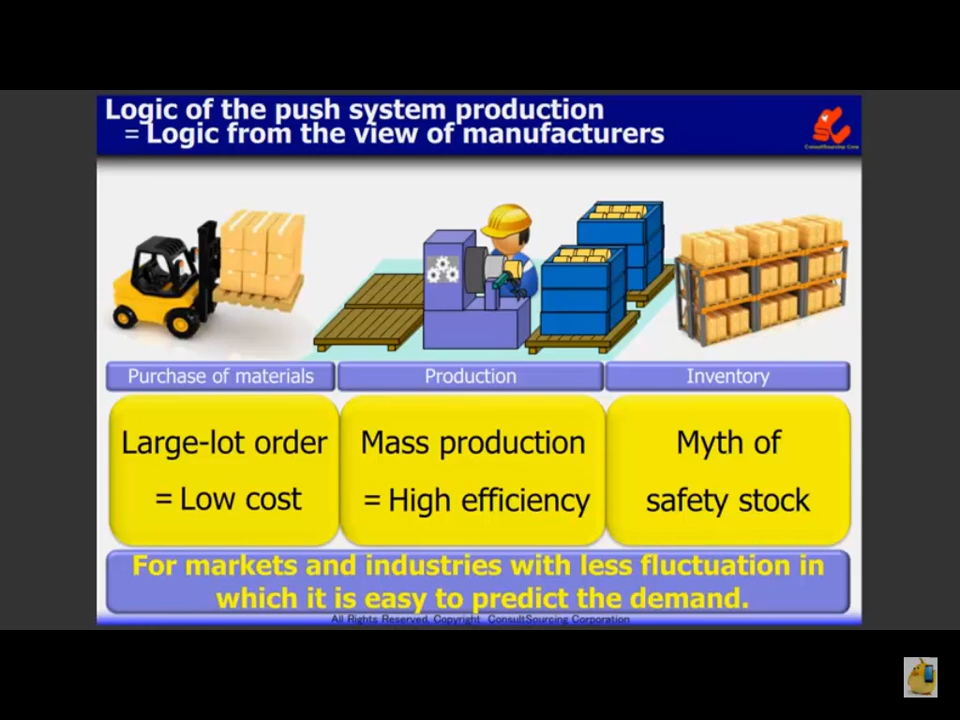 Logic of the push system production
= Logic from the view of manufacturers
ConsultSourcing Corp
Purchase of materials
Production
Inventory
Large-lot order
= Low cost
Mass production
= High efficiency
Myth of
safety stock
For markets and industries with less fluctuation in
which it is easy to predict the demand.
All Rights Reserved, Copyright ConsultSourcing Corporation